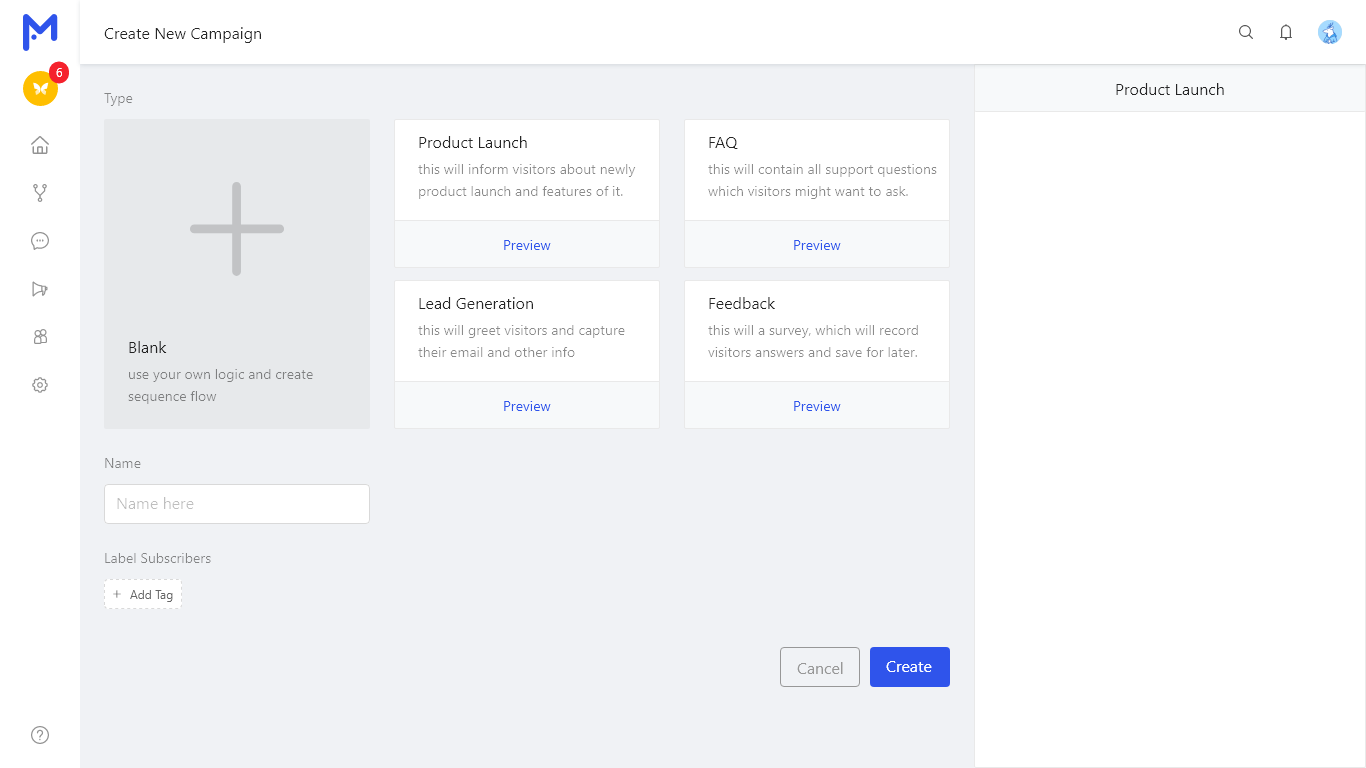 Create New Campaign
6
Type
Product Launch
Blank
use your own logic and create
sequence flow
Product Launch
this will inform visitors about newly
product launch and features of it.
Preview
FAQ
this will contain all support questions
which visitors might want to ask.
Preview
Lead Generation
this will greet visitors and capture
their email and other info
Preview
Feedback
this will a survey, which will record
visitors answers and save for later.
Preview
Name
Name here
Label Subscribers
+ Add Tag
Cancel
Create